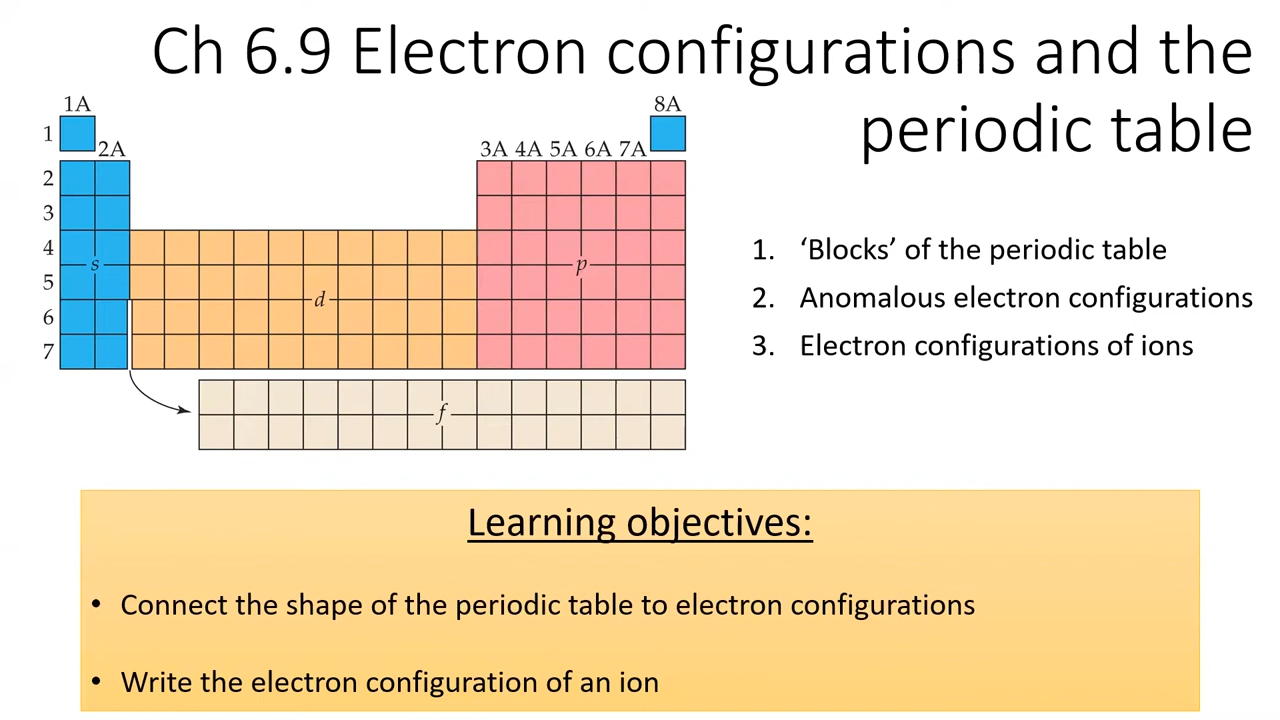 Ch 6.9 Electron configurations and the
periodic table
1A
8A
1
2A
3A 4A 5A 6A 7A
2
3
4
5
6
7
s
d
p
f
1. ‘Blocks’ of the periodic table
2. Anomalous electron configurations
3. Electron configurations of ions
Learning objectives:
• Connect the shape of the periodic table to electron configurations
• Write the electron configuration of an ion